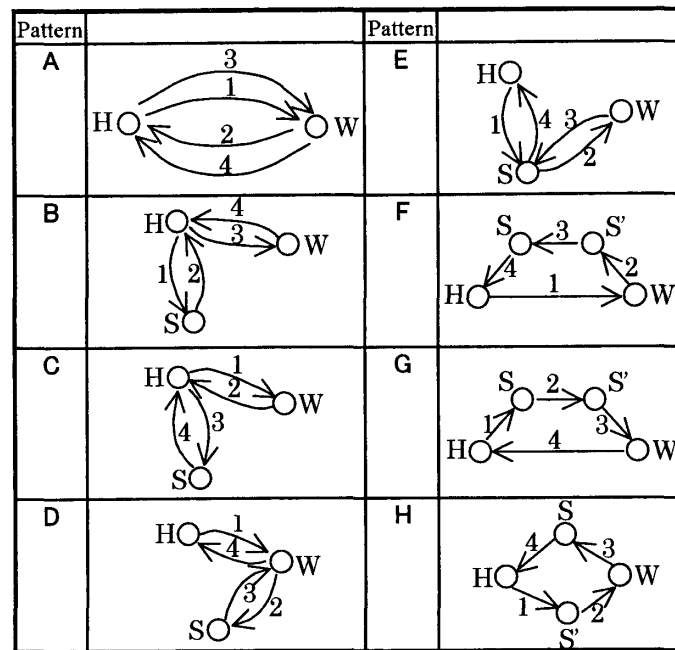 Pattern Pattern
A
3
1
H W
2
4
E
H
1 4 3 W
2
S
B
H 4
3 W
1 2
S
F
S 3 S'
4 2
H 1 W
C
H 1
2 W
4 3
S
G
S 2 S'
1 3
H 4 W
D
H 1
4 W
3 2
S
H
S
4 3
H W
1 2
S'